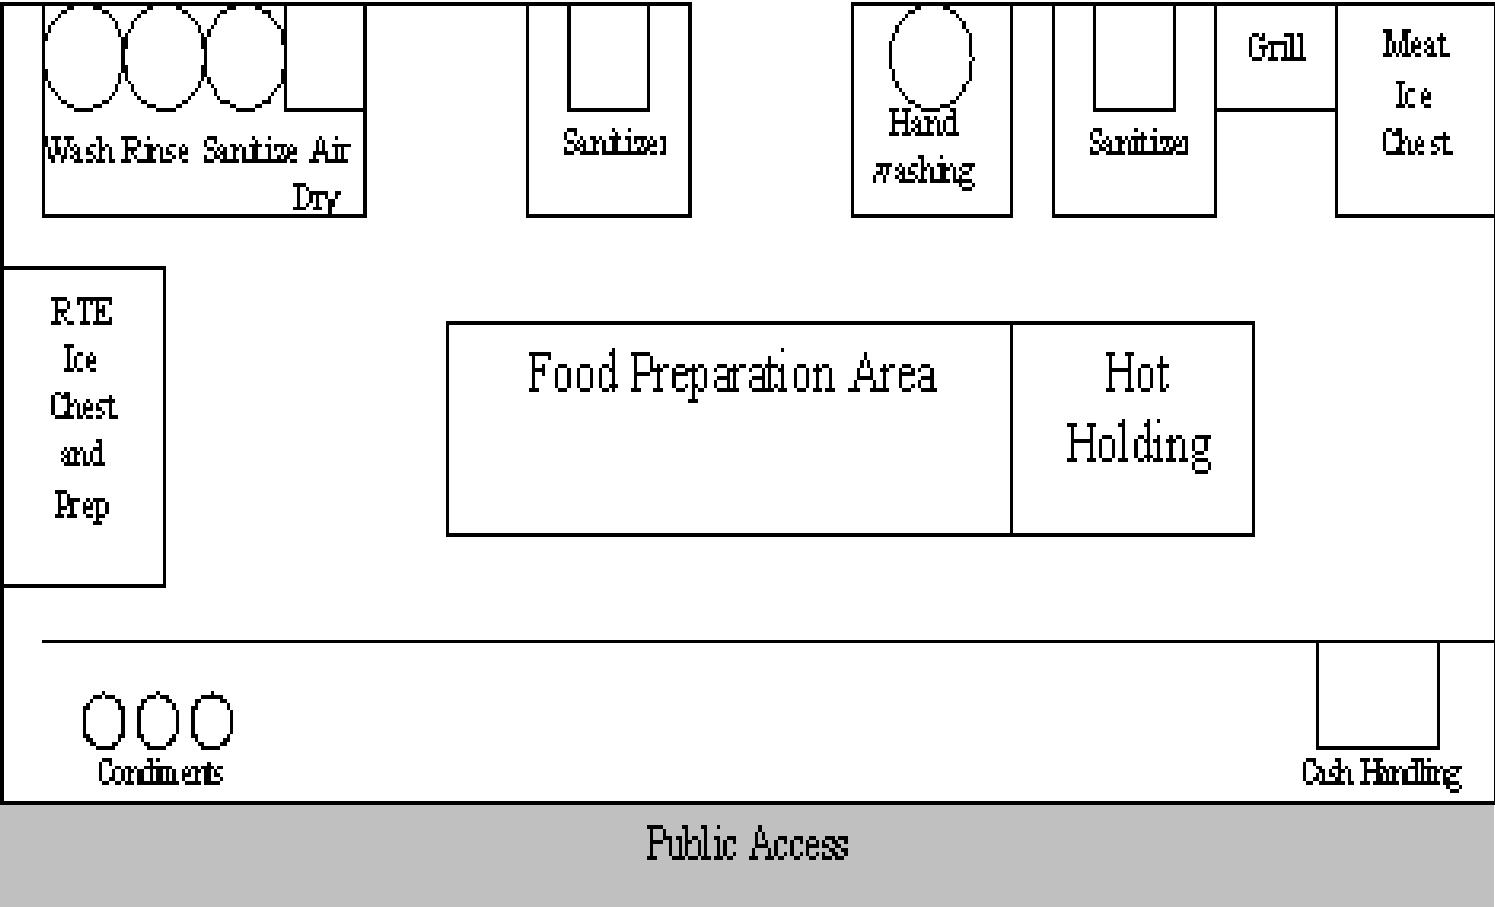 Wash Rinse Sanitize Air
Dry
Sanitizer
Hand
washing
Sanitizer
Grill
Meat
Ice
Chest
RTE
Ice
Chest
and
Prep
Food Preparation Area
Hot
Holding
Condiments
Cash Handling
Public Access